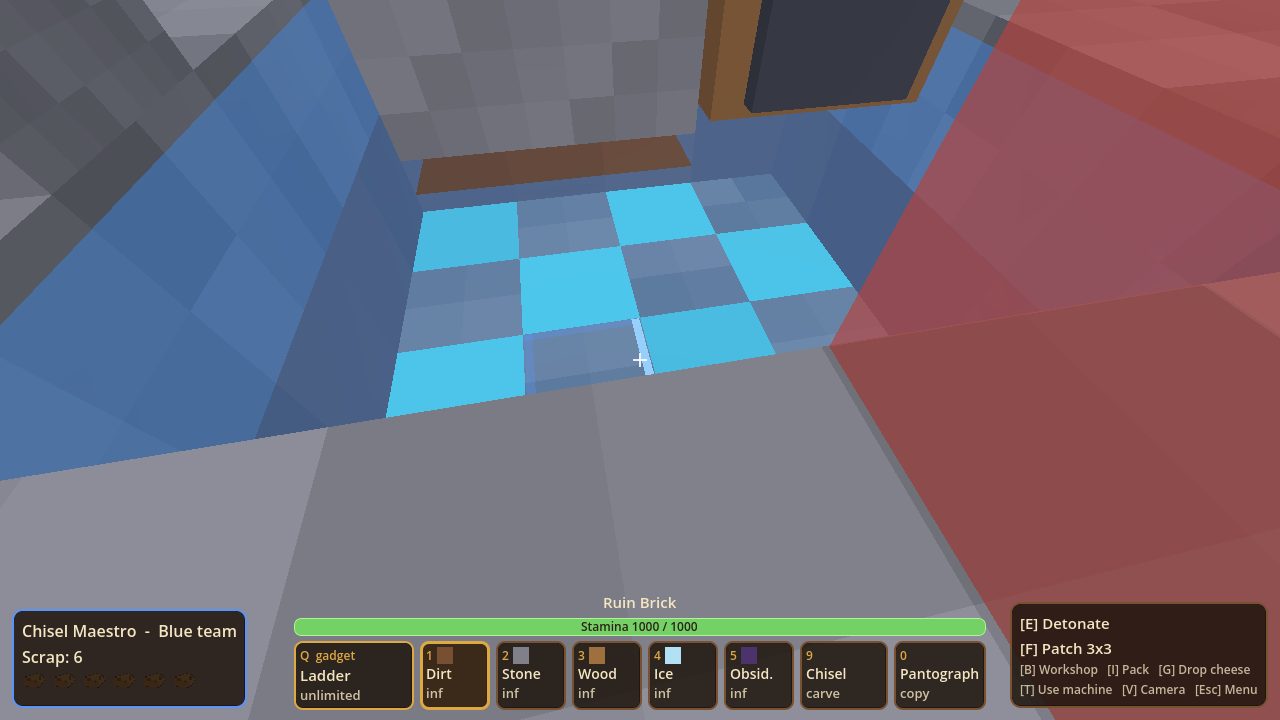 Ruin Brick
Stamina 1000 / 1000
Chisel Maestro - Blue team
Scrap: 6
Q gadget
Ladder
unlimited
1
Dirt
inf
2
Stone
inf
3
Wood
inf
4
Ice
inf
5
Obsid.
inf
9
Chisel
carve
0
Pantograph
copy
[E] Detonate
[F] Patch 3x3
[B] Workshop [I] Pack [G] Drop cheese
[T] Use machine [V] Camera [Esc] Menu